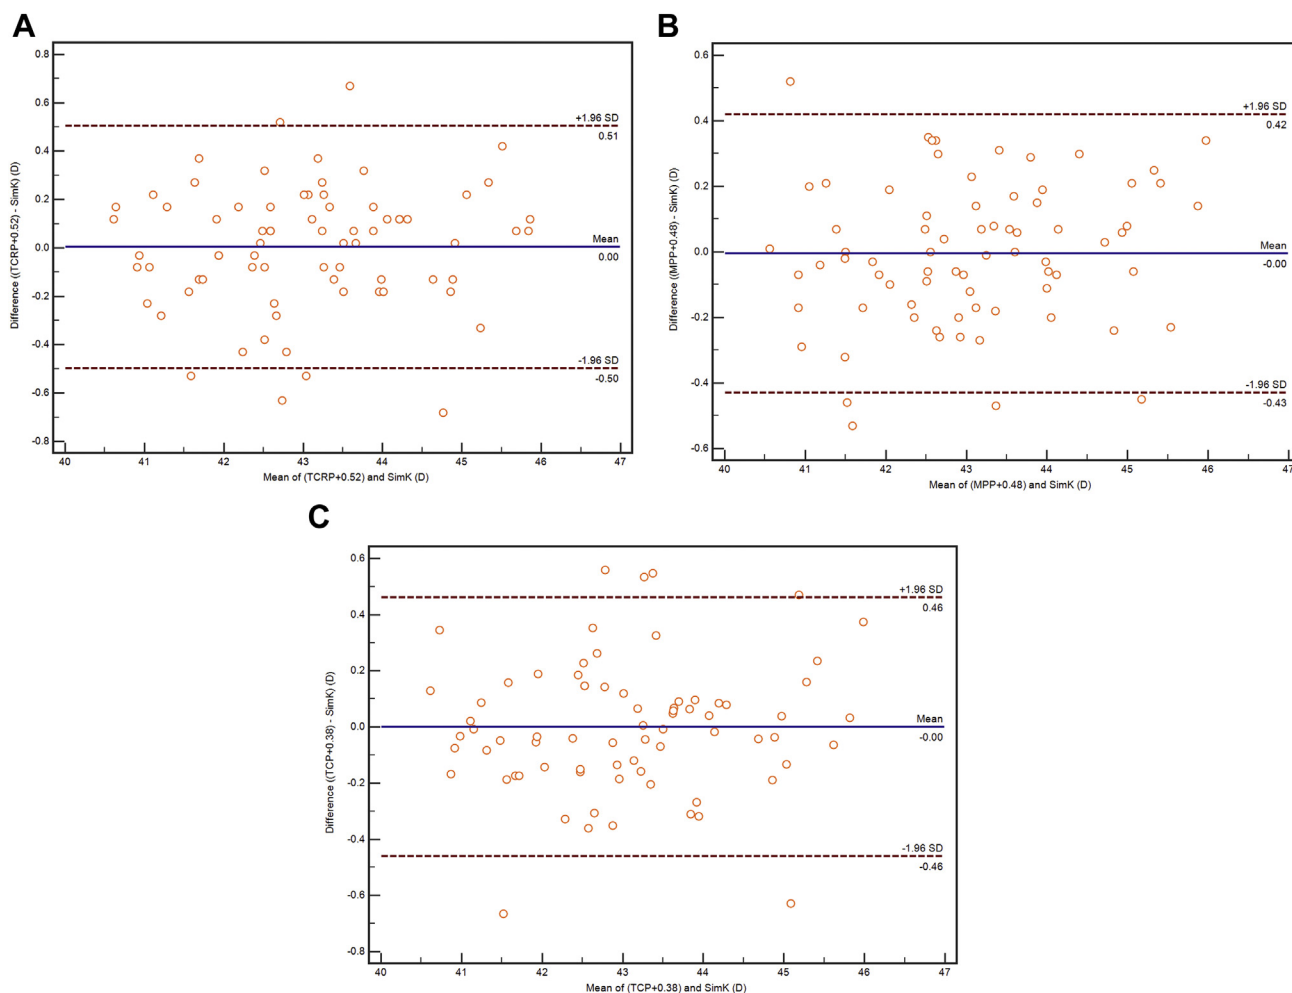 A
Difference ((TCRP+0.52) - SimK) (D)
0.8
0.6
0.4
0.2
0.0
-0.2
-0.4
-0.6
-0.8
+1.96 SD
0.51
Mean
0.00
-1.96 SD
-0.50
40 41 42 43 44 45 46 47
Mean of (TCRP+0.52) and SimK (D)
B
Difference ((MPP+0.48) - SimK) (D)
0.6
0.4
0.2
0.0
-0.2
-0.4
-0.6
+1.96 SD
0.42
Mean
-0.00
-1.96 SD
-0.43
40 41 42 43 44 45 46 47
Mean of (MPP+0.48) and SimK (D)
C
Difference ((TCP+0.38) - SimK) (D)
0.6
0.4
0.2
0.0
-0.2
-0.4
-0.6
-0.8
+1.96 SD
0.46
Mean
-0.00
-1.96 SD
-0.46
40 41 42 43 44 45 46 47
Mean of (TCP+0.38) and SimK (D)